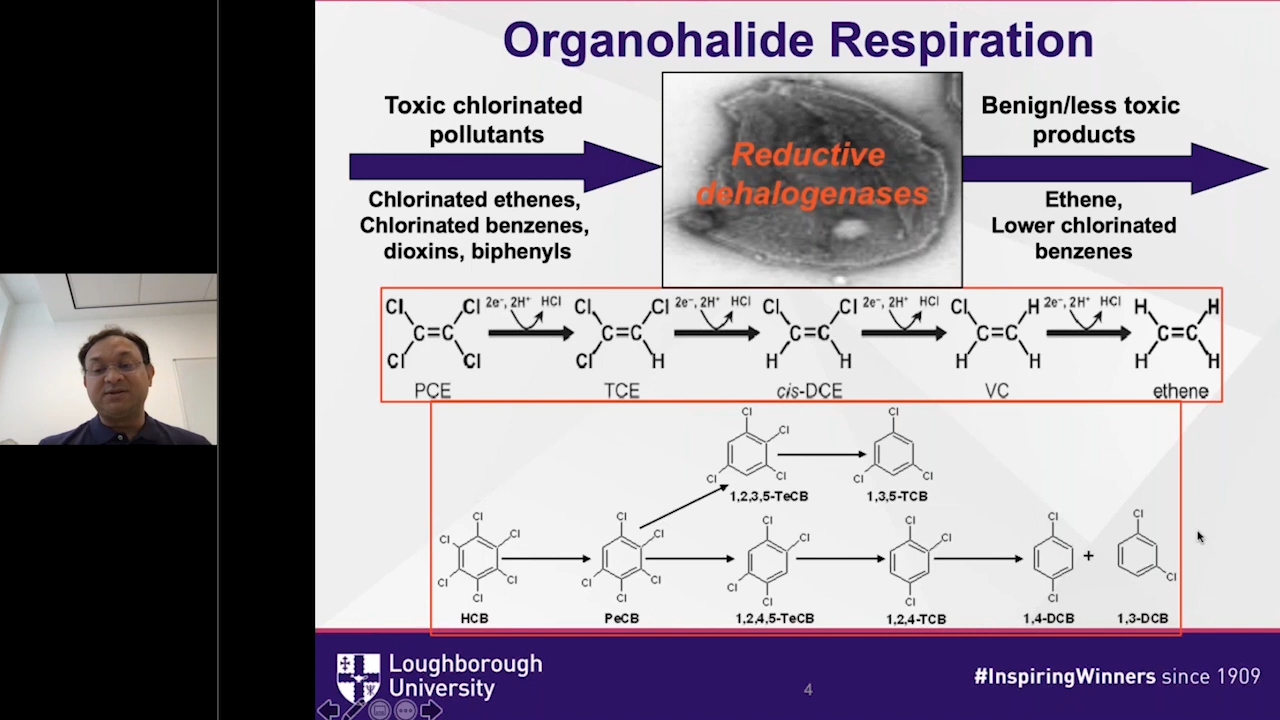 Organohalide Respiration
Toxic chlorinated
pollutants
Chlorinated ethenes,
Chlorinated benzenes,
dioxins, biphenyls
Reductive
dehalogenases
Benign/less toxic
products
Ethene,
Lower chlorinated
benzenes
Cl Cl 2e⁻, 2H⁺ HCl Cl Cl 2e⁻, 2H⁺ HCl Cl Cl 2e⁻, 2H⁺ HCl Cl H 2e⁻, 2H⁺ HCl H H
C=C C=C C=C C=C C=C
Cl Cl Cl H H H H H H H
PCE TCE cis-DCE VC ethene
Cl Cl
Cl
Cl Cl Cl Cl
1,2,3,5-TeCB 1,3,5-TCB
Cl Cl Cl Cl Cl Cl
Cl Cl Cl Cl Cl
Cl Cl Cl Cl Cl Cl
Cl Cl Cl Cl Cl
+
HCB PeCB 1,2,4,5-TeCB 1,2,4-TCB 1,4-DCB 1,3-DCB
Loughborough
University
4
#InspiringWinners since 1909